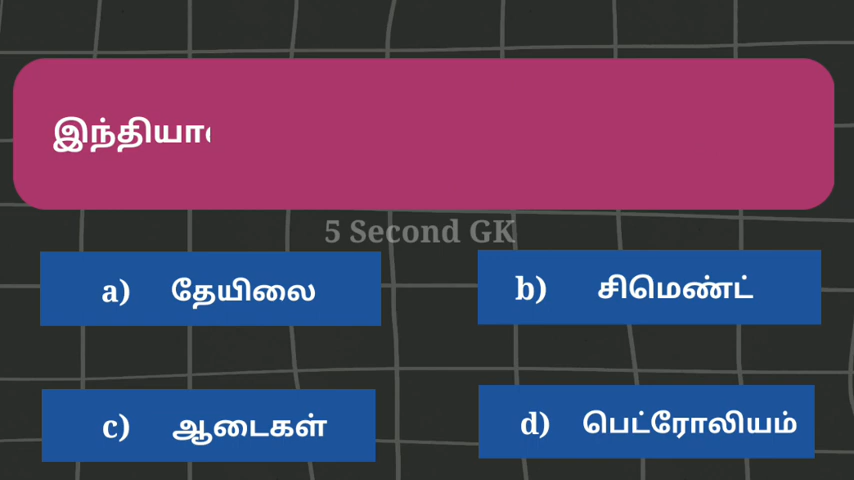 இந்தியா
5 Second GK
a) தேயிலை
b) சிமெண்ட்
c) ஆடைகள்
d) பெட்ரோலியம்